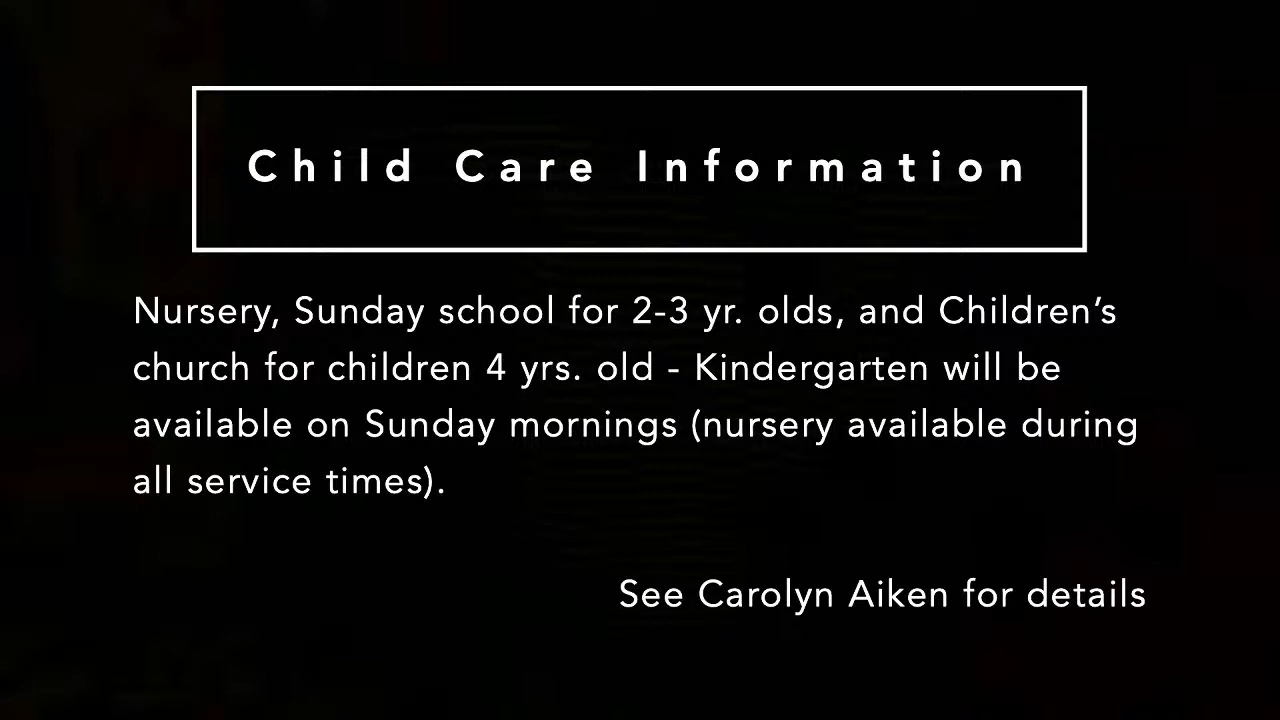 Child Care Information
Nursery, Sunday school for 2-3 yr. olds, and Children’s
church for children 4 yrs. old - Kindergarten will be
available on Sunday mornings (nursery available during
all service times).
See Carolyn Aiken for details